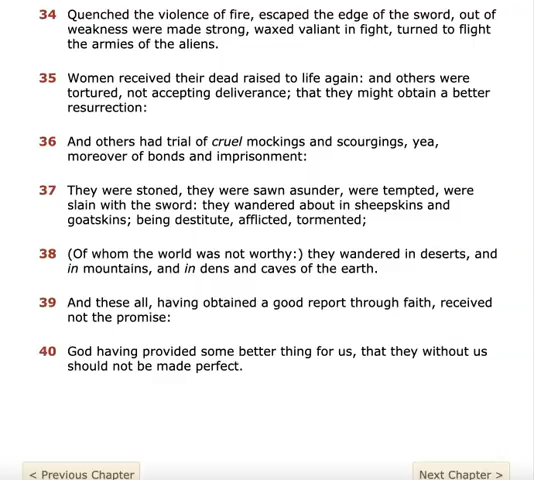 34 Quenched the violence of fire, escaped the edge of the sword, out of
weakness were made strong, waxed valiant in fight, turned to flight
the armies of the aliens.
35 Women received their dead raised to life again: and others were
tortured, not accepting deliverance; that they might obtain a better
resurrection:
36 And others had trial of cruel mockings and scourgings, yea,
moreover of bonds and imprisonment:
37 They were stoned, they were sawn asunder, were tempted, were
slain with the sword: they wandered about in sheepskins and
goatskins; being destitute, afflicted, tormented;
38 (Of whom the world was not worthy:) they wandered in deserts, and
in mountains, and in dens and caves of the earth.
39 And these all, having obtained a good report through faith, received
not the promise:
40 God having provided some better thing for us, that they without us
should not be made perfect.
< Previous Chapter
Next Chapter >